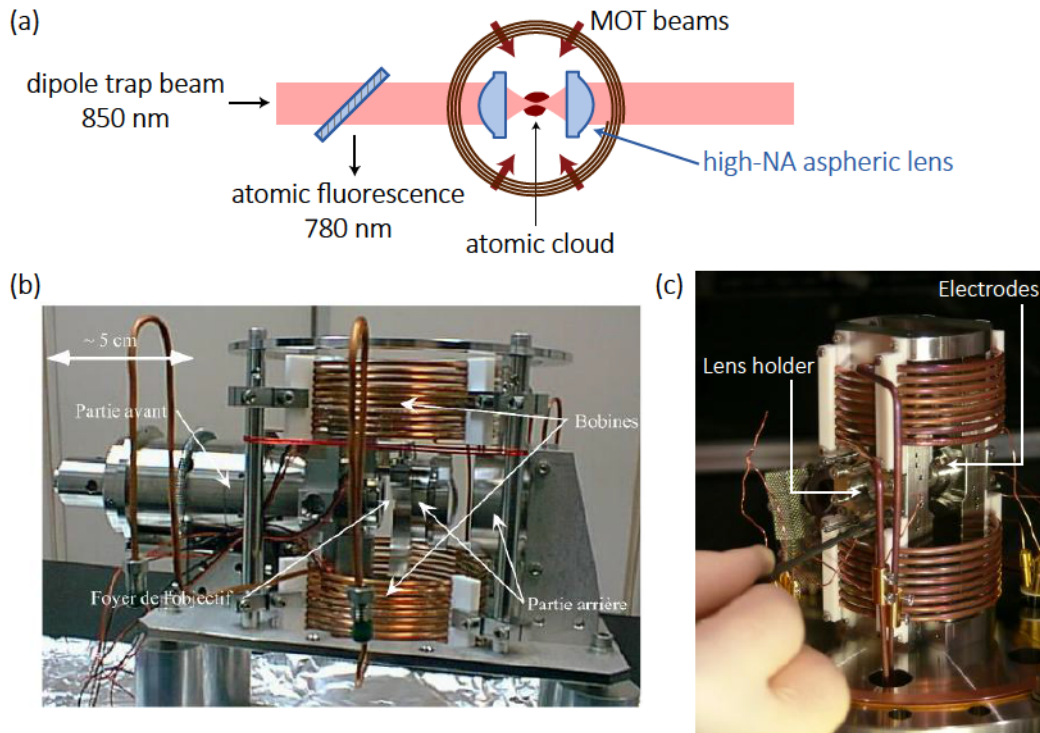 (a)
MOT beams
dipole trap beam
850 nm
high-NA aspheric lens
atomic fluorescence
780 nm
atomic cloud
(b)
~ 5 cm
Partie avant
Bobines
Foyer de l'objectif
Partie arrière
(c)
Electrodes
Lens holder